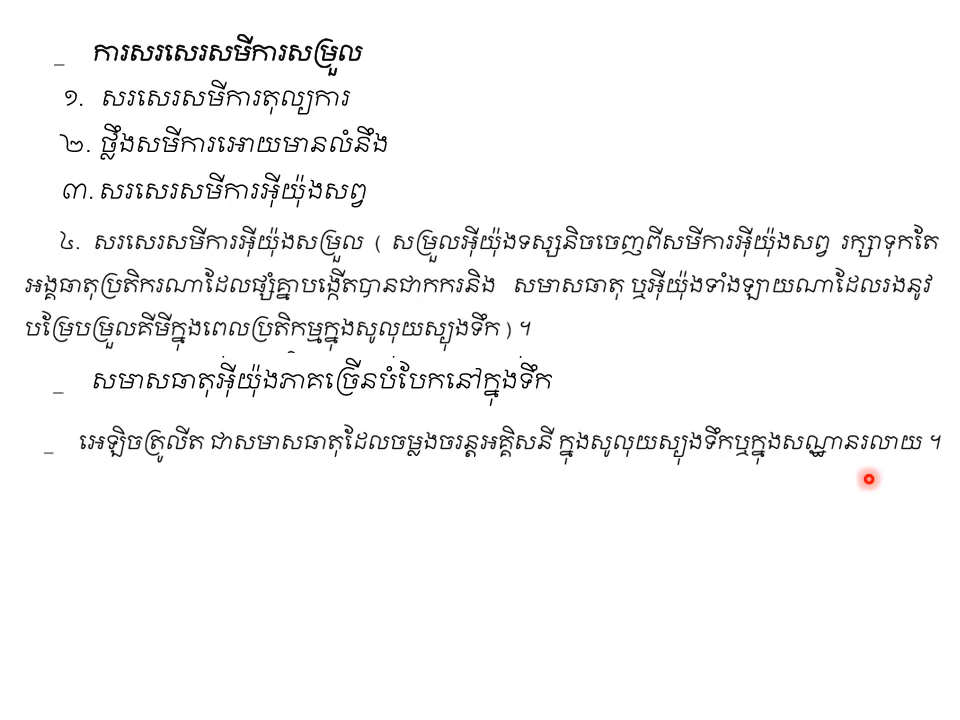 _ ការសរសេរសមីការសម្រួល
១. សរសេរសមីការតុល្យការ
២. ថ្លឹងសមីការអោយមានលំនឹង
៣. សរសេរសមីការអ៊ីយ៉ុងសព្វ
៤. សរសេរសមីការអ៊ីយ៉ុងសម្រួល ( សម្រួលអ៊ីយ៉ុងទស្សនិចចេញពីសមីការអ៊ីយ៉ុងសព្វ រក្សាទុកតែ
អង្គធាតុប្រតិករណាដែលផ្សំគ្នាបង្កើតបានជាកករនិង សមាសធាតុ ឬអ៊ីយ៉ុងទាំងឡាយណាដែលរងនូវ
បម្រែបម្រួលគីមីក្នុងពេលប្រតិកម្មក្នុងសូលុយស្យុងទឹក ) ។
_ សមាសធាតុអ៊ីយ៉ុងភាគច្រើនបំបែកនៅក្នុងទឹក
_ អេឡិចត្រូលីត ជាសមាសធាតុដែលចម្លងចរន្តអគ្គិសនី ក្នុងសូលុយស្យុងទឹកឬក្នុងសណ្ឋានរលាយ ។